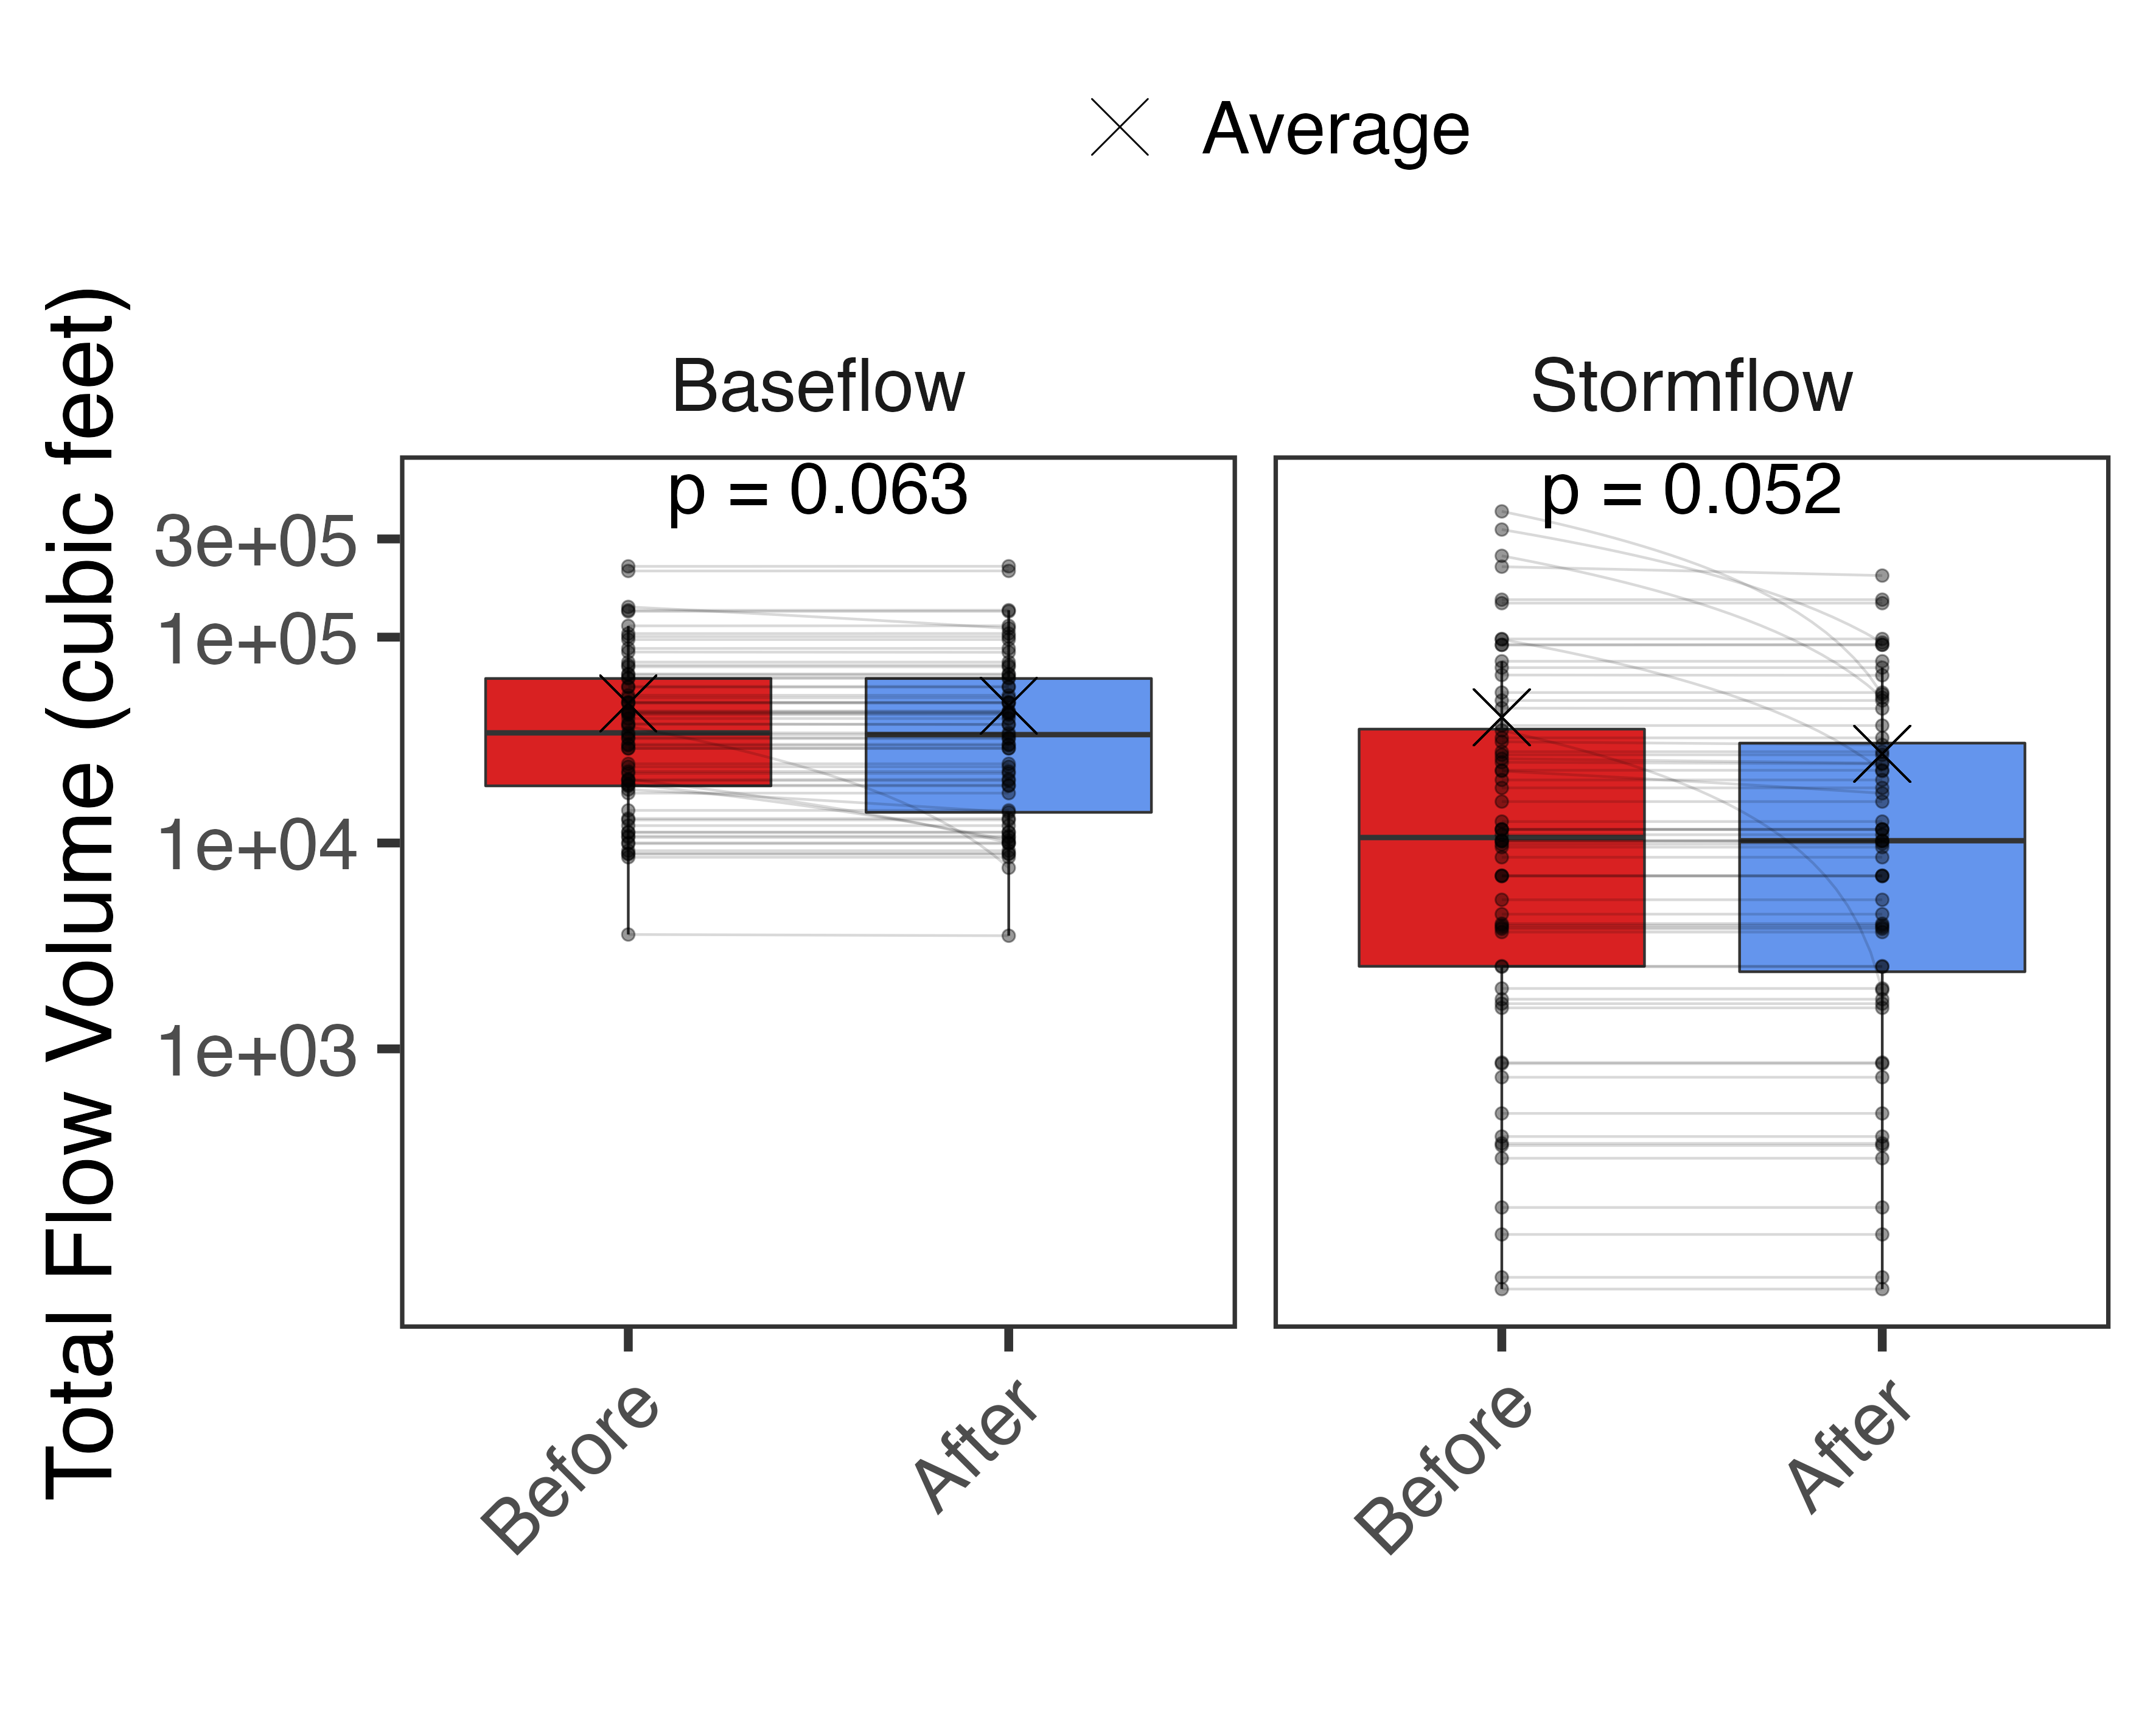 Average
Total Flow Volume (cubic feet)
Baseflow
Stormflow
p = 0.063
p = 0.052
3e+05
1e+05
1e+04
1e+03
Before
After
Before
After